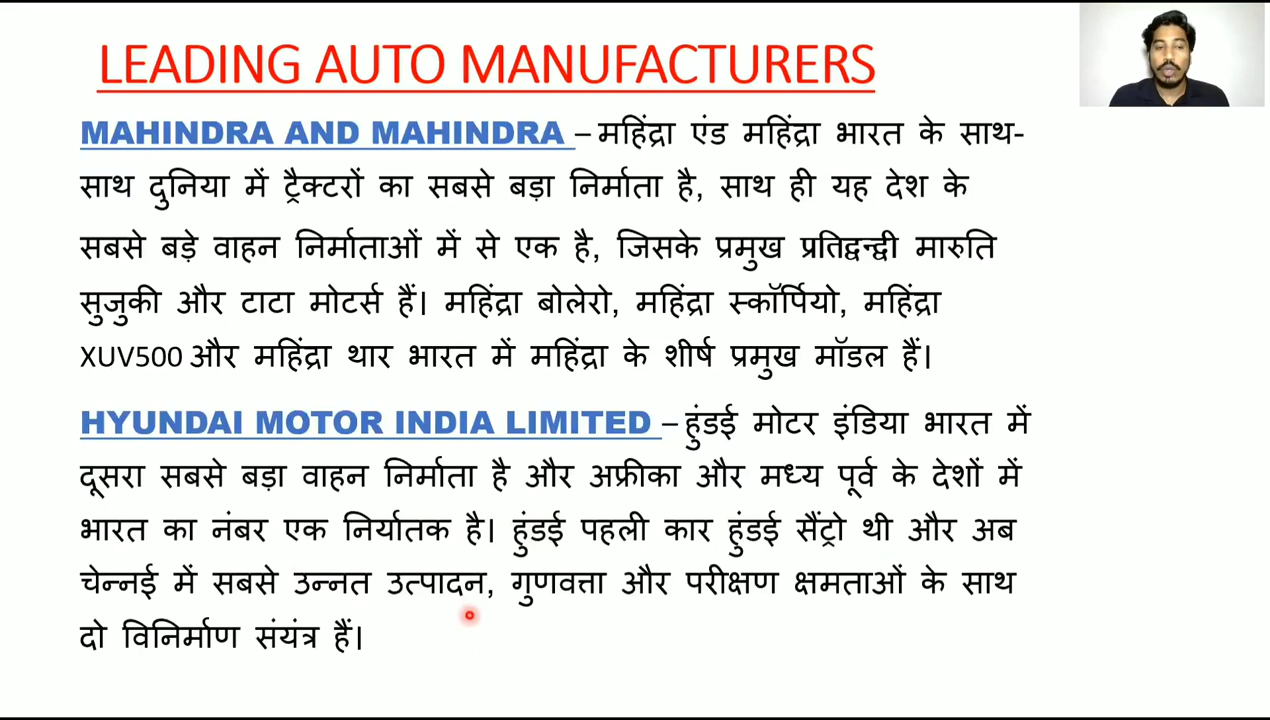 LEADING AUTO MANUFACTURERS
MAHINDRA AND MAHINDRA – महिंद्रा एंड महिंद्रा भारत के साथ-
साथ दुनिया में ट्रैक्टरों का सबसे बड़ा निर्माता है, साथ ही यह देश के
सबसे बड़े वाहन निर्माताओं में से एक है, जिसके प्रमुख प्रतिद्वन्द्वी मारुति
सुजुकी और टाटा मोटर्स हैं। महिंद्रा बोलेरो, महिंद्रा स्कॉर्पियो, महिंद्रा
XUV500 और महिंद्रा थार भारत में महिंद्रा के शीर्ष प्रमुख मॉडल हैं।
HYUNDAI MOTOR INDIA LIMITED – हुंडई मोटर इंडिया भारत में
दूसरा सबसे बड़ा वाहन निर्माता है और अफ्रीका और मध्य पूर्व के देशों में
भारत का नंबर एक निर्यातक है। हुंडई पहली कार हुंडई सैंट्रो थी और अब
चेन्नई में सबसे उन्नत उत्पादन, गुणवत्ता और परीक्षण क्षमताओं के साथ
दो विनिर्माण संयंत्र हैं।